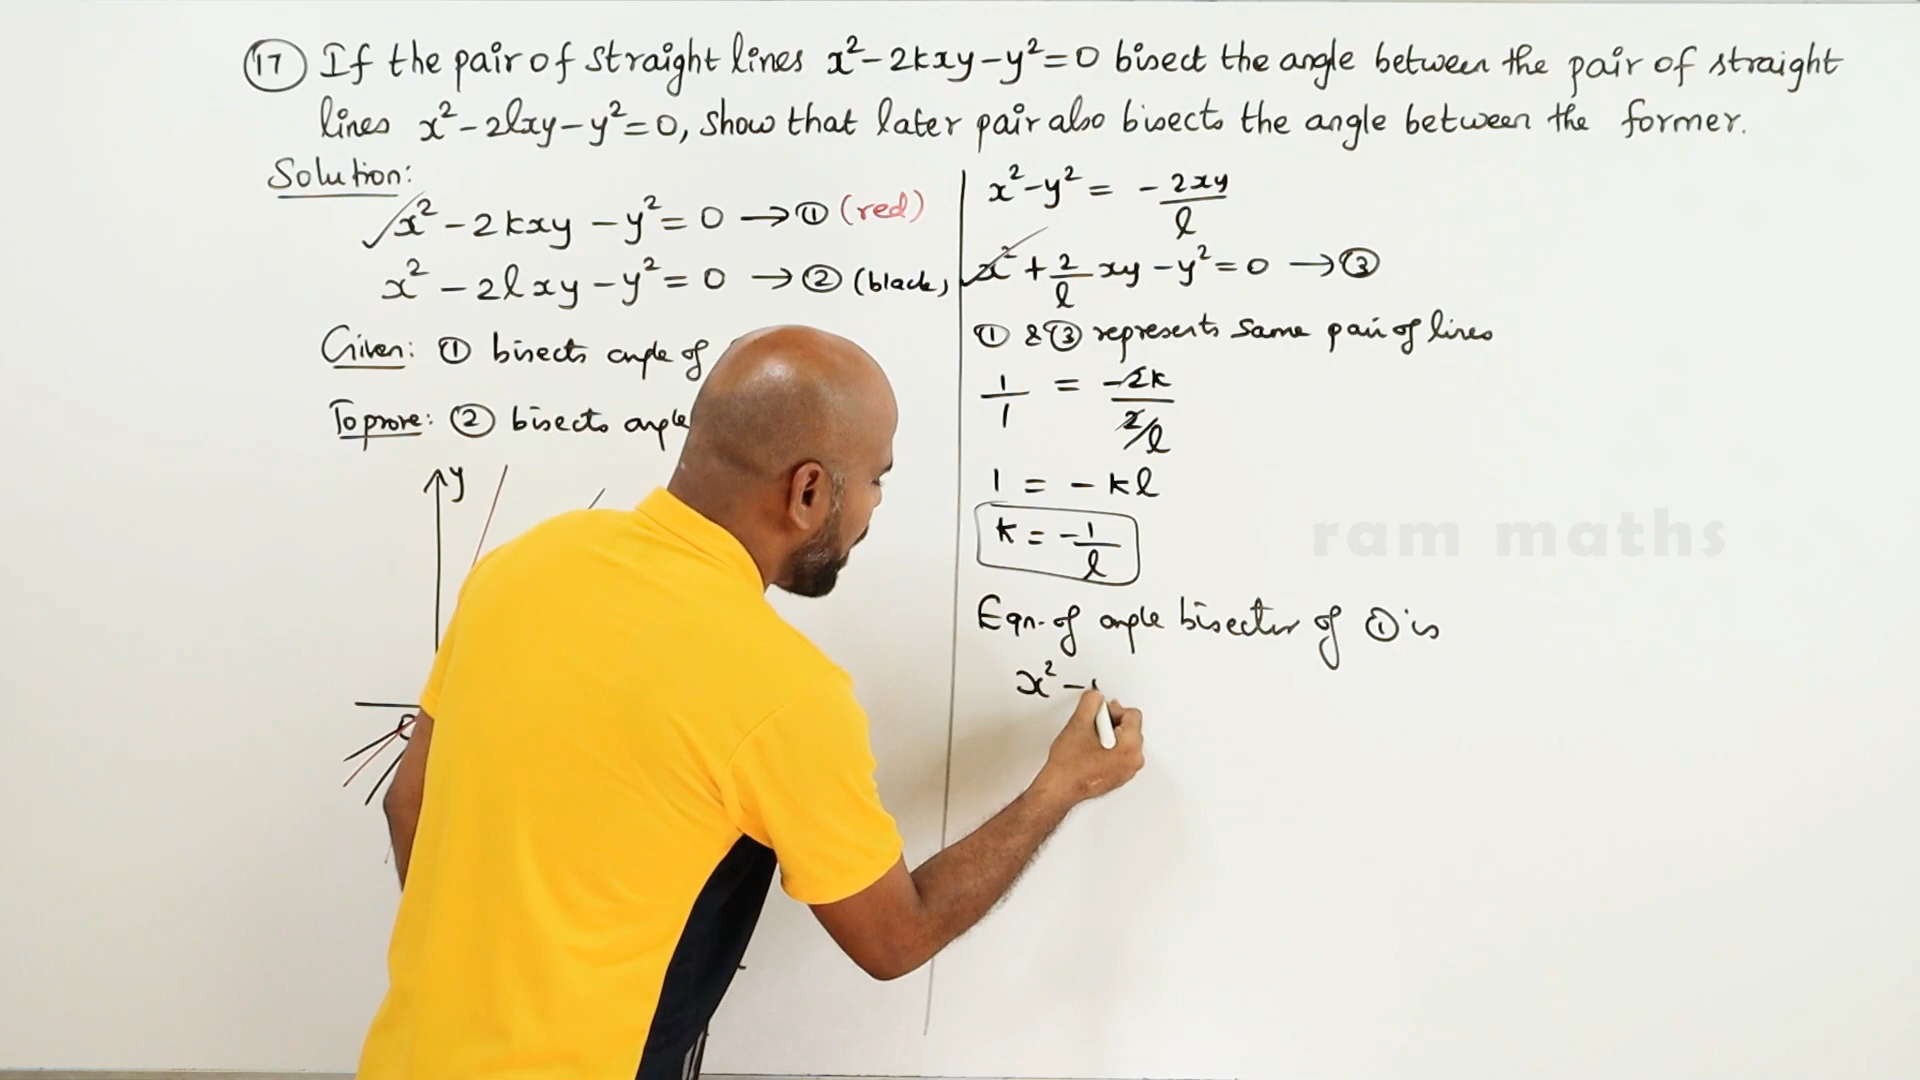 17 If the pair of straight lines x²-2kxy-y²=0 bisect the angle between the pair of straight
lines x²-2lxy-y²=0, show that later pair also bisects the angle between the former.
Solution:
x²-2kxy-y²=0 → ① (red)
x²-2lxy-y²=0 → ② (black)
Given: ① bisects angle of
To prove: ② bisects angle
y
x²-y² = -2xy/l
x²+2/l xy-y²=0 → ③
① & ③ represents same pair of lines
1/1 = -2k/(2/l)
1 = -kl
k = -1/l
Eqn. of angle bisector of ① is
x²-
ram maths